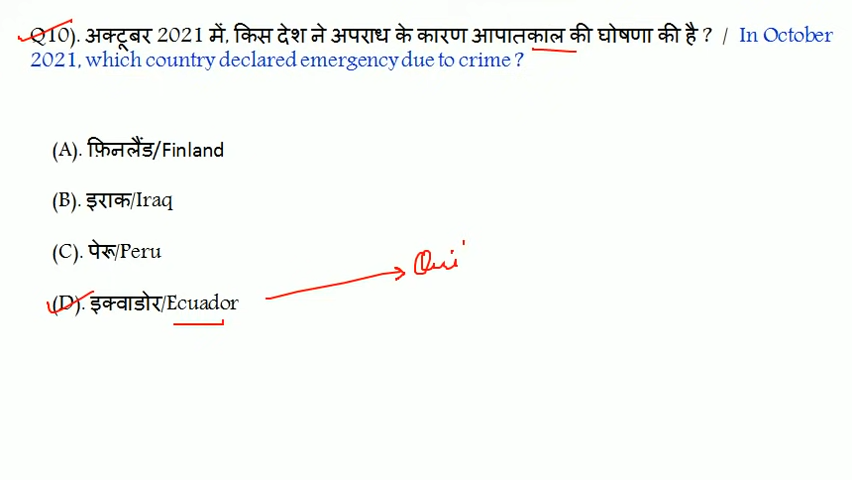 Q10). अक्टूबर 2021 में, किस देश ने अपराध के कारण आपातकाल की घोषणा की है ? / In October
2021, which country declared emergency due to crime ?
(A). फ़िनलैंड/Finland
(B). इराक/Iraq
(C). पेरू/Peru
(D). इक्वाडोर/Ecuador